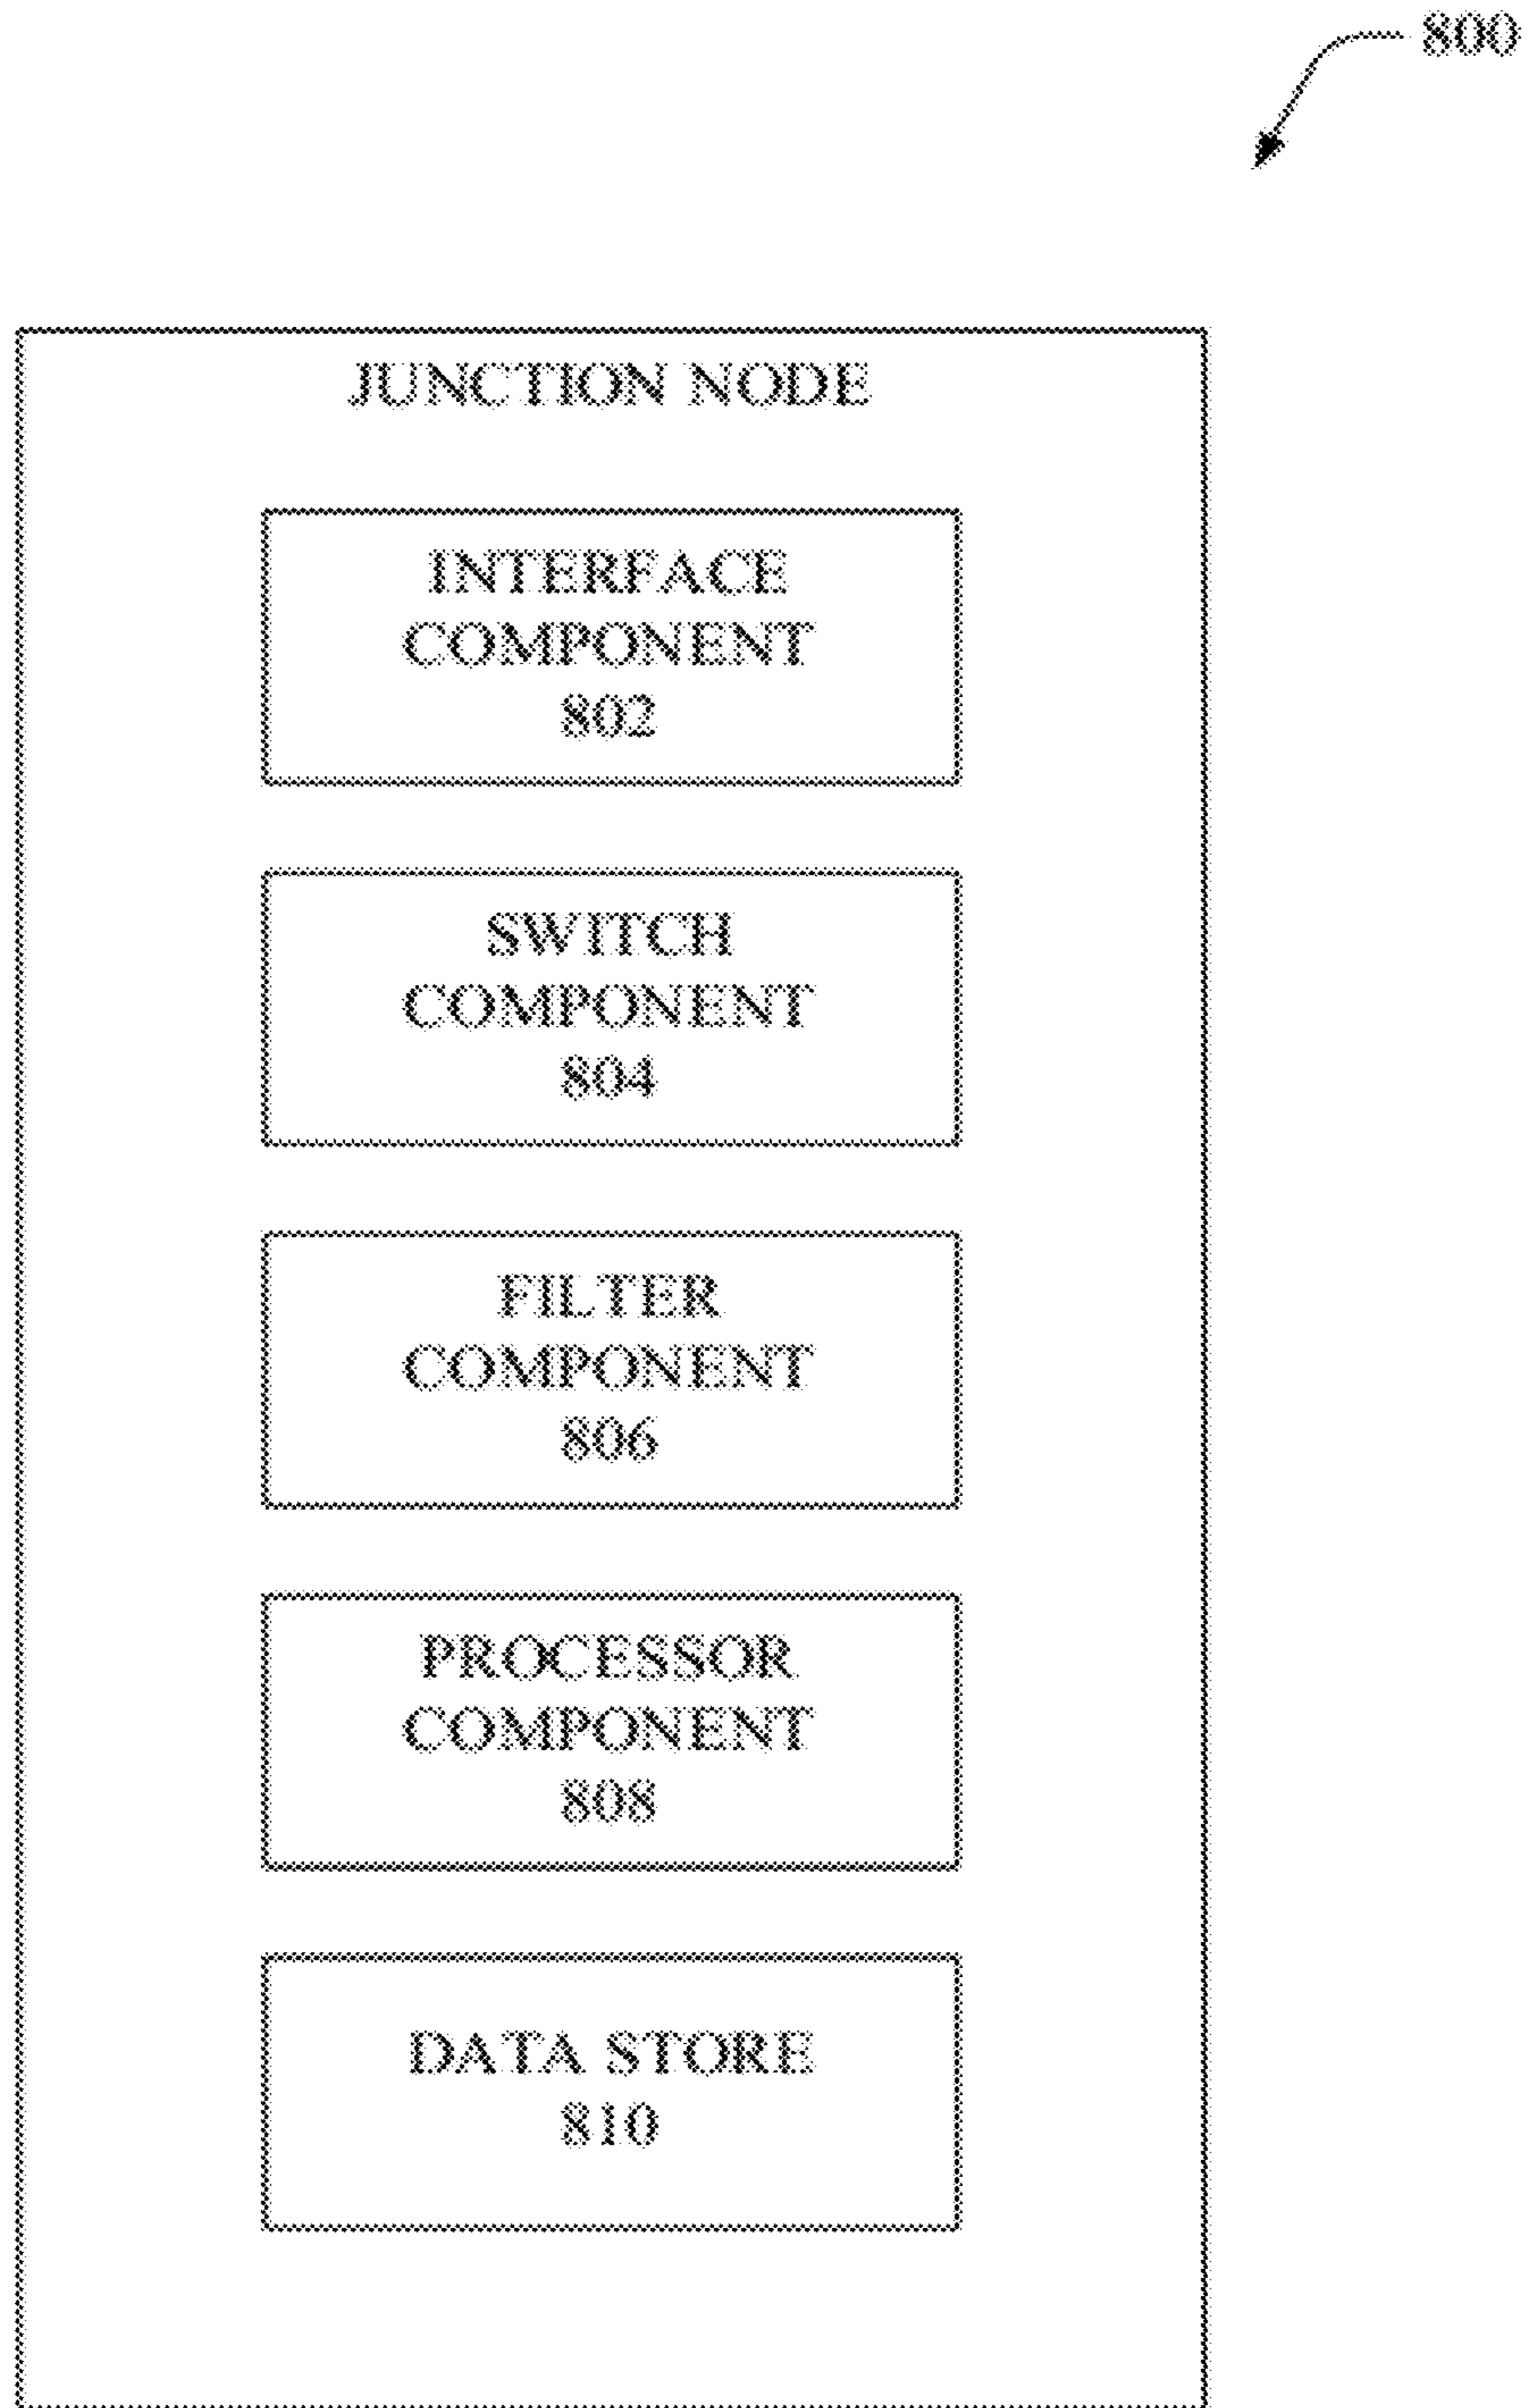 800
JUNCTION NODE
INTERFACE
COMPONENT
802
SWITCH
COMPONENT
804
FILTER
COMPONENT
806
PROCESSOR
COMPONENT
808
DATA STORE
810